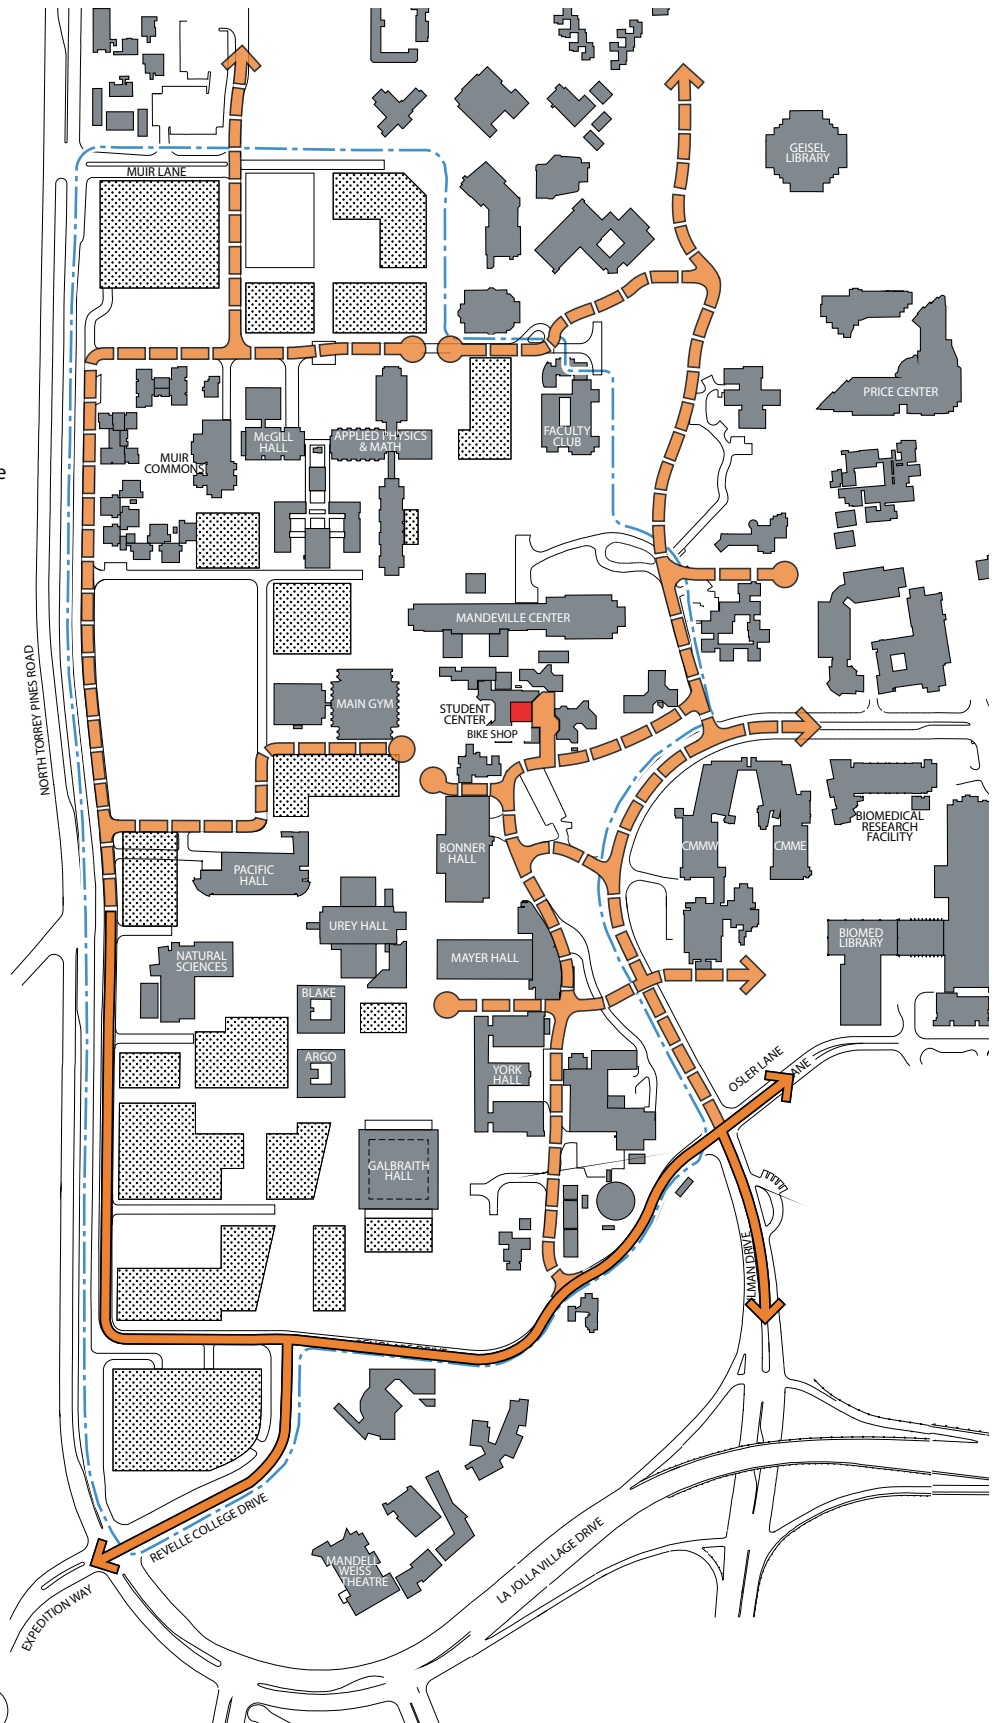 GEISEL
LIBRARY
MUIR LANE
PRICE CENTER
McGILL
HALL
APPLIED PHYSICS
& MATH
FACULTY
CLUB
MUIR
COMMONS
MANDEVILLE CENTER
NORTH TORREY PINES ROAD
MAIN GYM
STUDENT
CENTER
BIKE SHOP
BIOMEDICAL
RESEARCH
FACILITY
CMMW
CMME
BONNER
HALL
PACIFIC
HALL
UREY HALL
BIOMED
LIBRARY
MAYER HALL
NATURAL
SCIENCES
BLAKE
ARGO
YORK
HALL
OSLER LANE
LANE
GALBRAITH
HALL
LMAN DRIVE
REVELLE COLLEGE DRIVE
MANDELL
WEISS
THEATRE
LA JOLLA VILLAGE DRIVE
EXPEDITION WAY